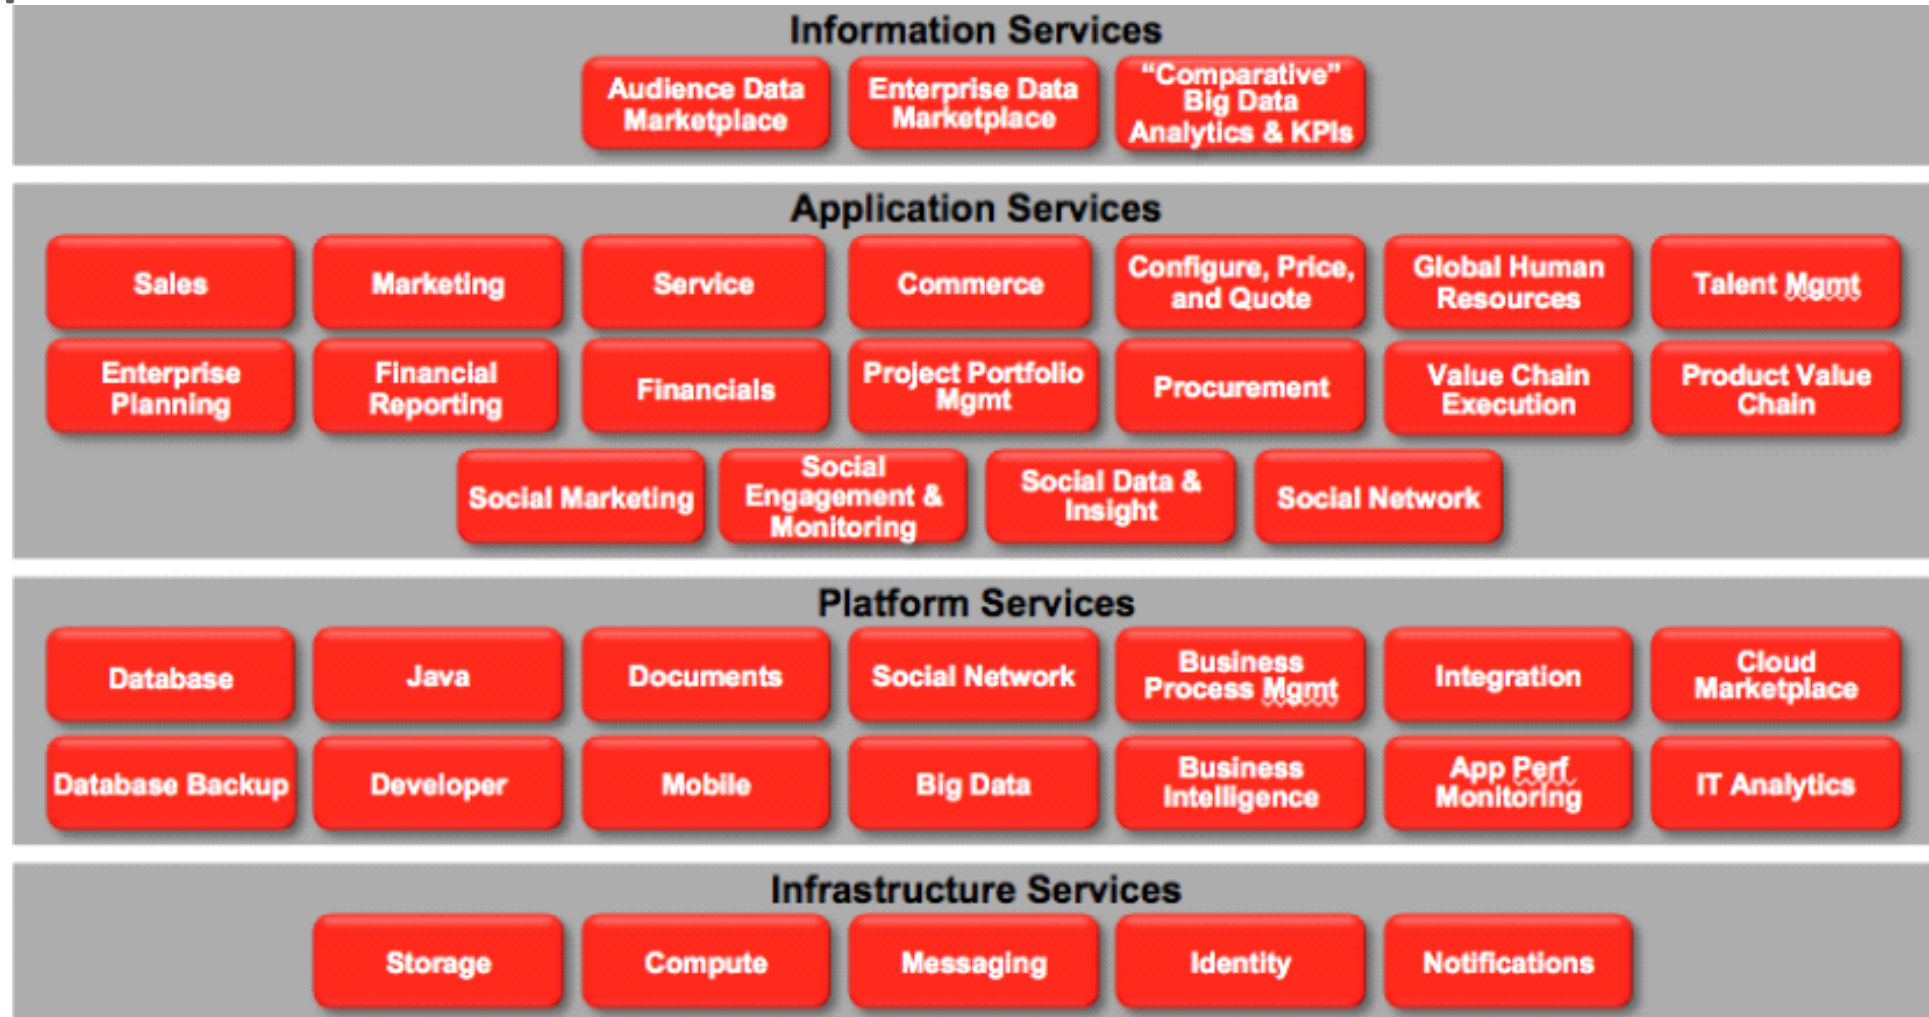 Information Services
Audience Data
Marketplace
Enterprise Data
Marketplace
“Comparative”
Big Data
Analytics & KPIs
Application Services
Sales
Marketing
Service
Commerce
Configure, Price,
and Quote
Global Human
Resources
Talent Mgmt
Enterprise
Planning
Financial
Reporting
Financials
Project Portfolio
Mgmt
Procurement
Value Chain
Execution
Product Value
Chain
Social Marketing
Social
Engagement &
Monitoring
Social Data &
Insight
Social Network
Platform Services
Database
Java
Documents
Social Network
Business
Process Mgmt
Integration
Cloud
Marketplace
Database Backup
Developer
Mobile
Big Data
Business
Intelligence
App Perf
Monitoring
IT Analytics
Infrastructure Services
Storage
Compute
Messaging
Identity
Notifications